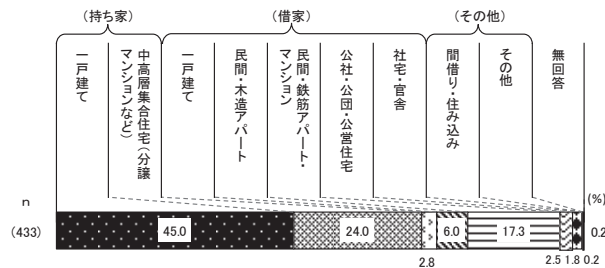 (持ち家)
(借家)
(その他)
一戸建て
中高層集合住宅(分譲
マンションなど)
一戸建て
民間・木造アパート
民間・鉄筋アパート・
マンション
公社・公団・公営住宅
社宅・官舎
間借り・住み込み
その他
無回答
n
(%)
(433)
45.0
24.0
6.0
17.3
0.2
2.8
2.5
1.8
0.2